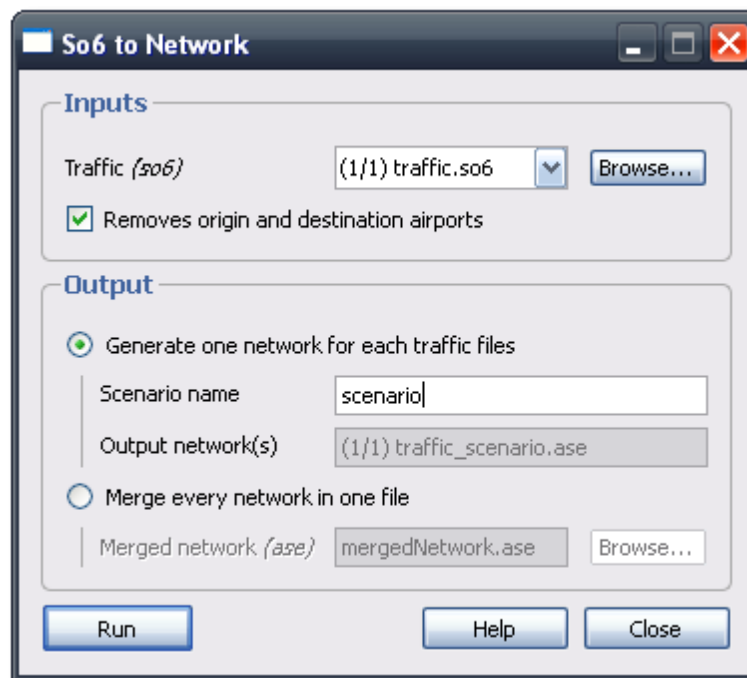 So6 to Network
Inputs
Traffic (so6) (1/1) traffic.so6 Browse...
Removes origin and destination airports
Output
Generate one network for each traffic files
Scenario name scenario
Output network(s) (1/1) traffic_scenario.ase
Merge every network in one file
Merged network (ase) mergedNetwork.ase Browse...
Run Help Close